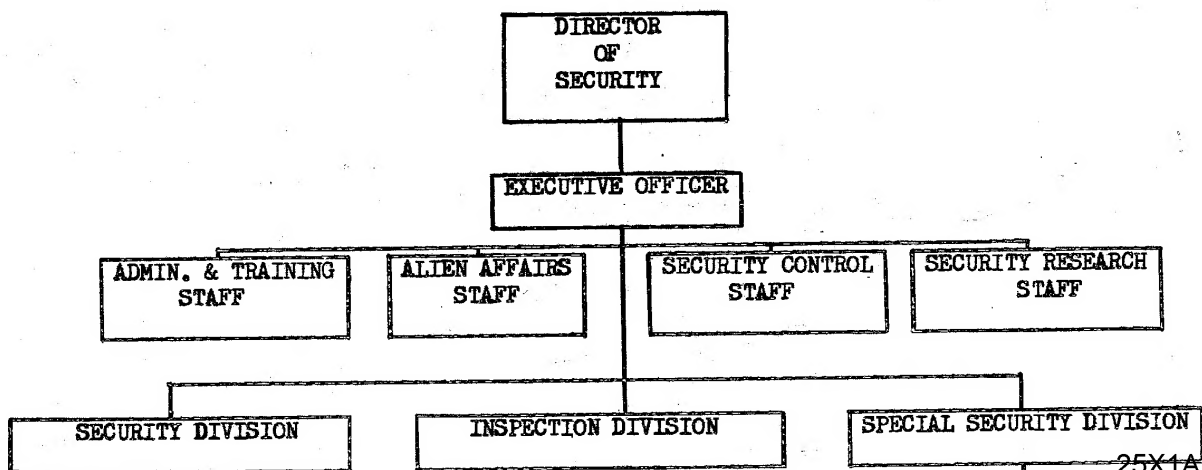 DIRECTOR
OF
SECURITY
EXECUTIVE OFFICER
ADMIN. & TRAINING
STAFF
ALIEN AFFAIRS
STAFF
SECURITY CONTROL
STAFF
SECURITY RESEARCH
STAFF
SECURITY DIVISION
INSPECTION DIVISION
SPECIAL SECURITY DIVISION
25X1A